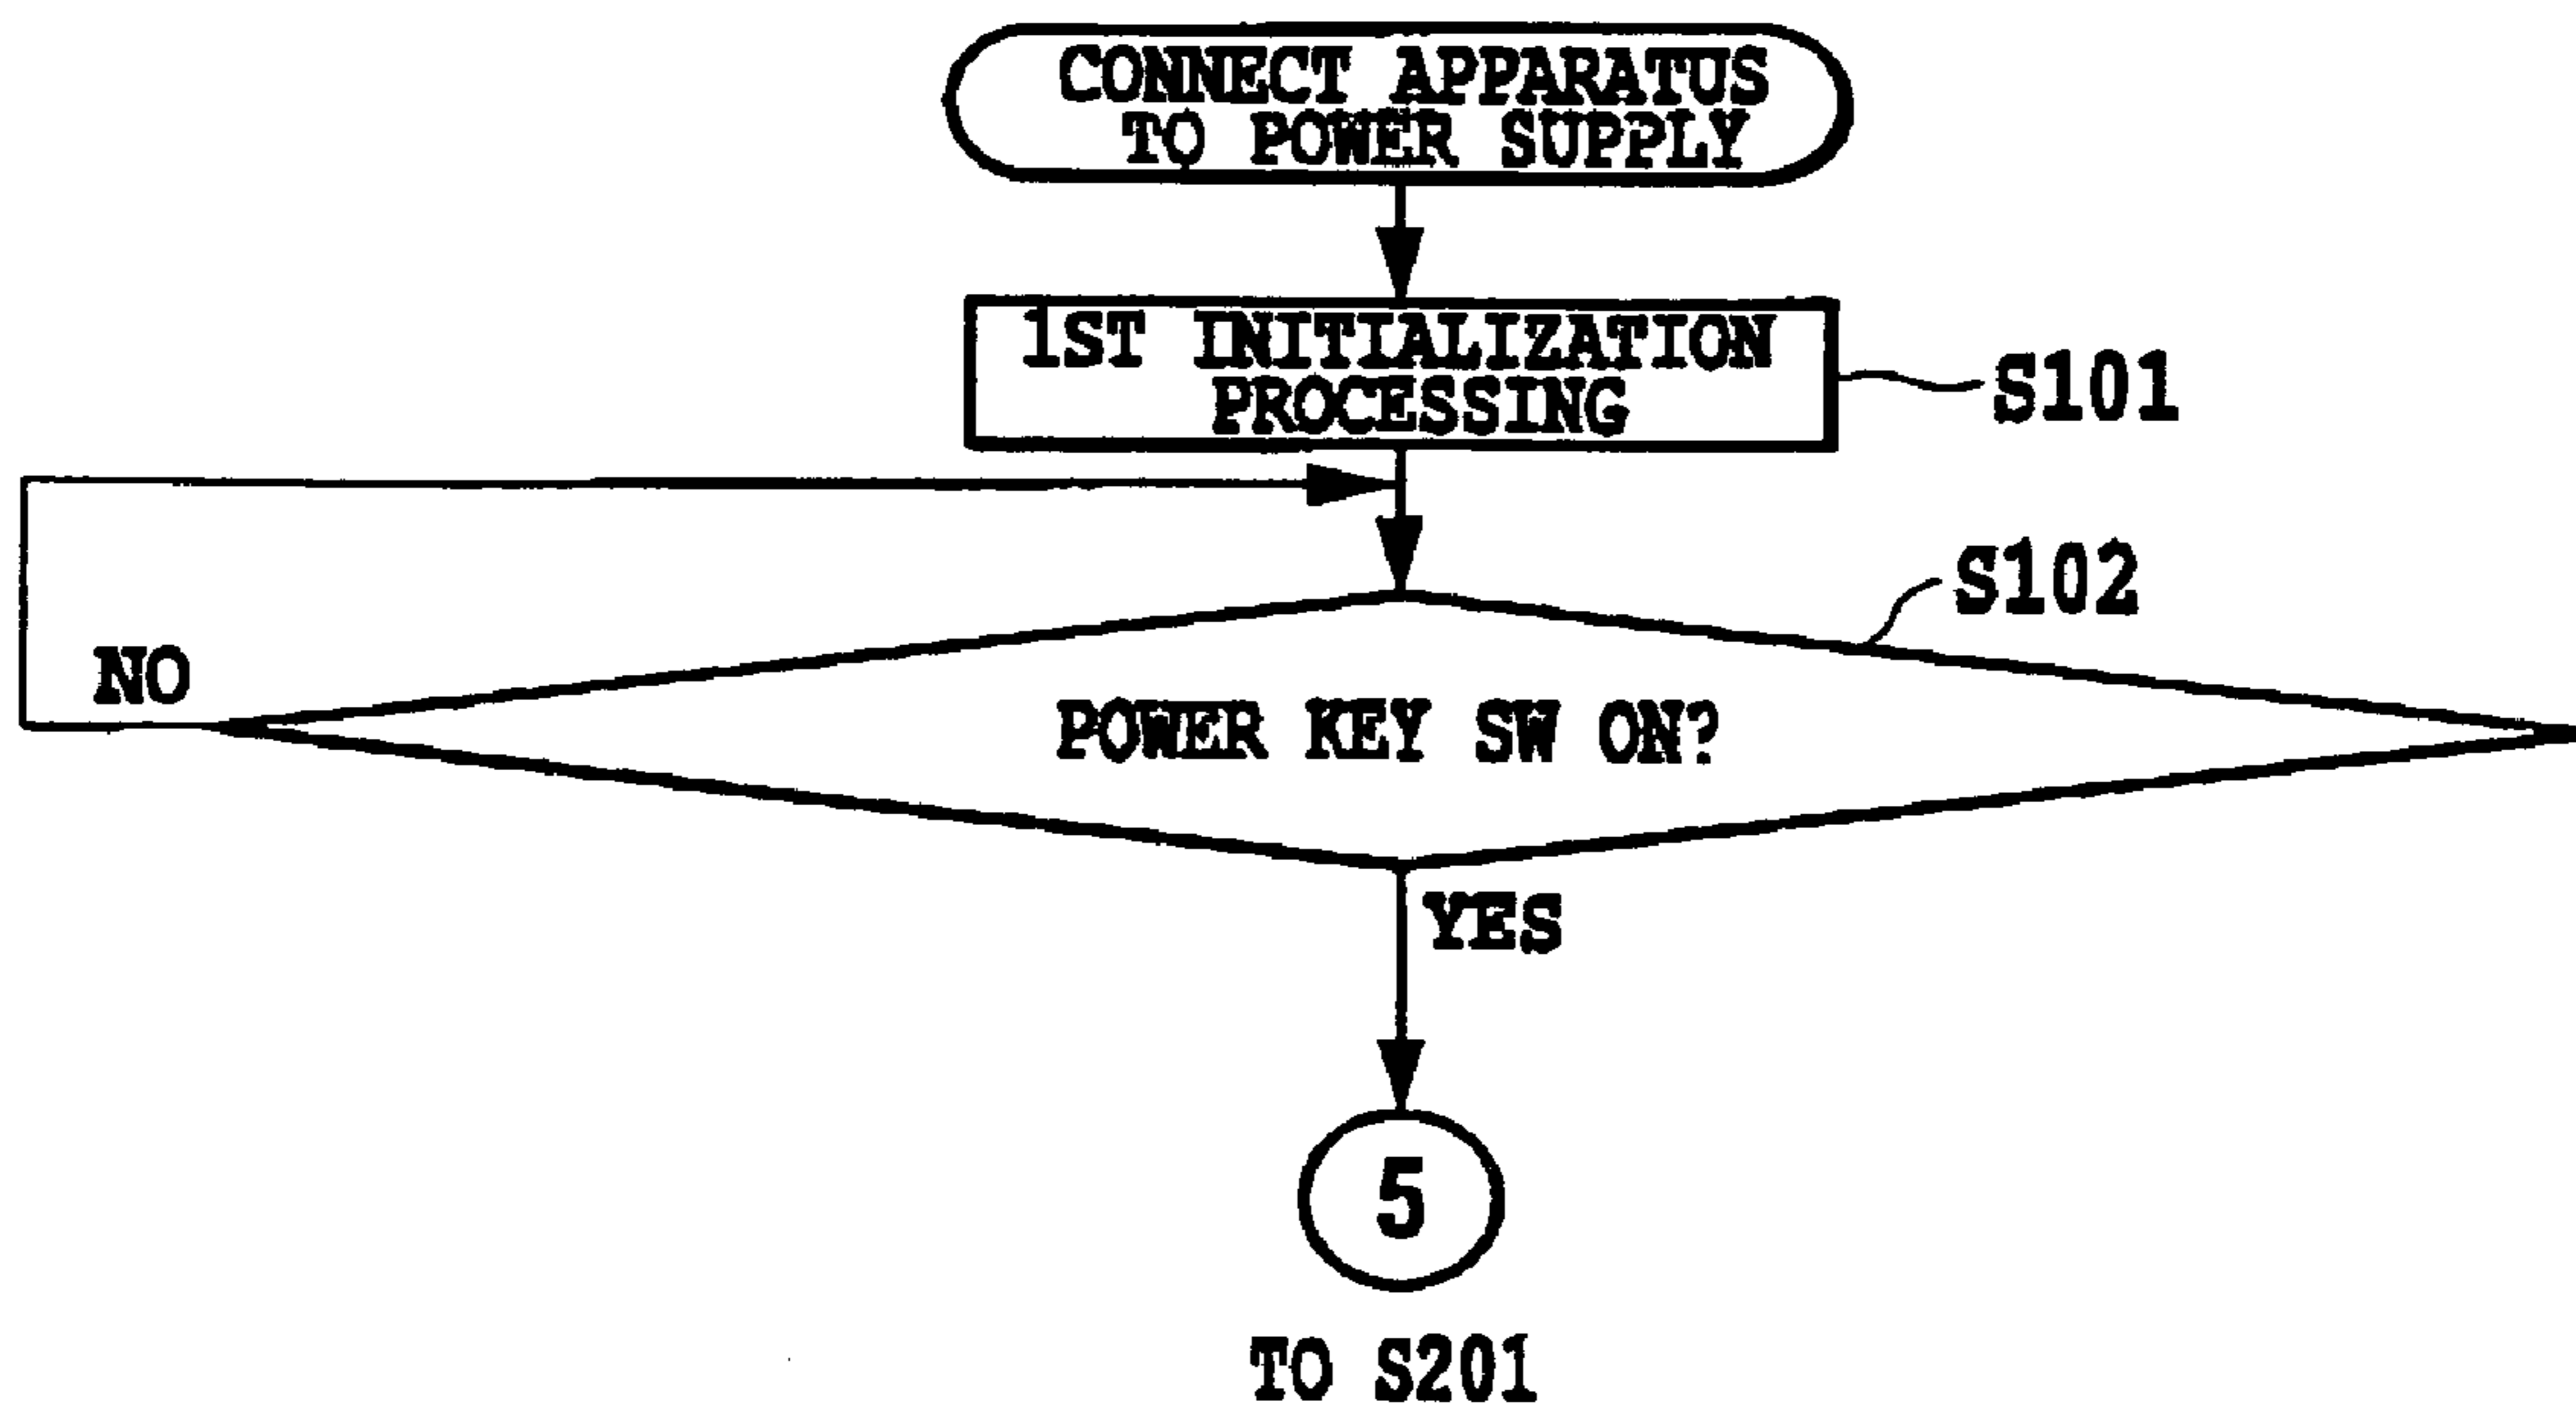 CONNECT APPARATUS
TO POWER SUPPLY
1ST INITIALIZATION
PROCESSING
S101
S102
NO
POWER KEY SW ON?
YES
5
TO S201